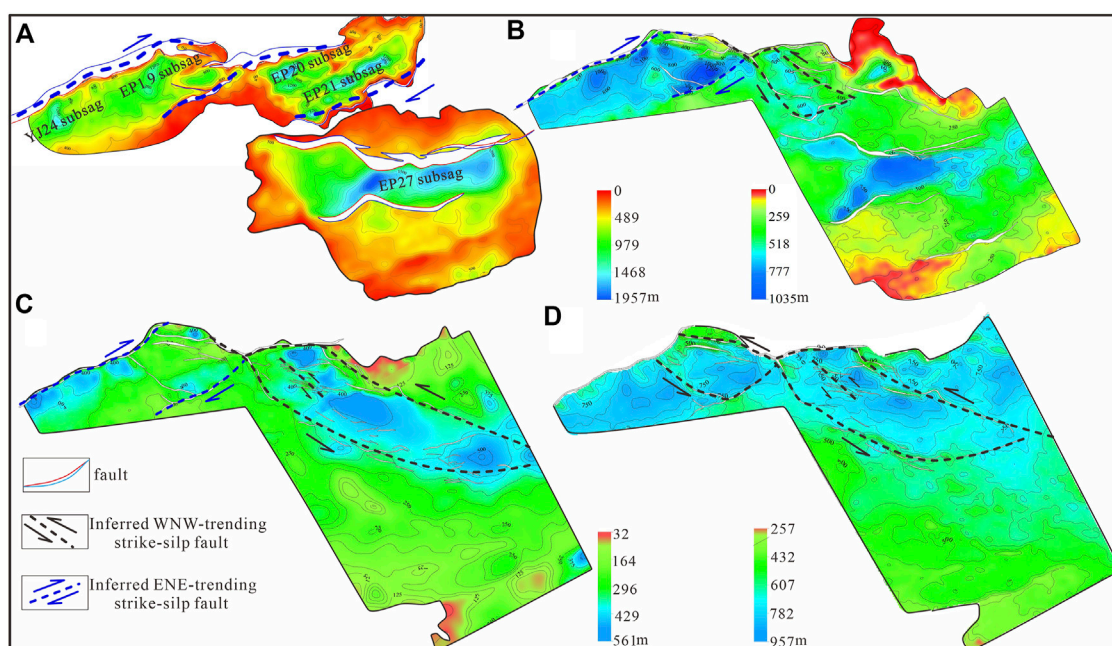 A
YJ24 subsag
EP19 subsag
EP20 subsag
EP21 subsag
EP27 subsag
B
0
489
979
1468
1957m
0
259
518
777
1035m
C
fault
Inferred WNW-trending
strike-silp fault
Inferred ENE-trending
strike-silp fault
32
164
296
429
561m
D
257
432
607
782
957m